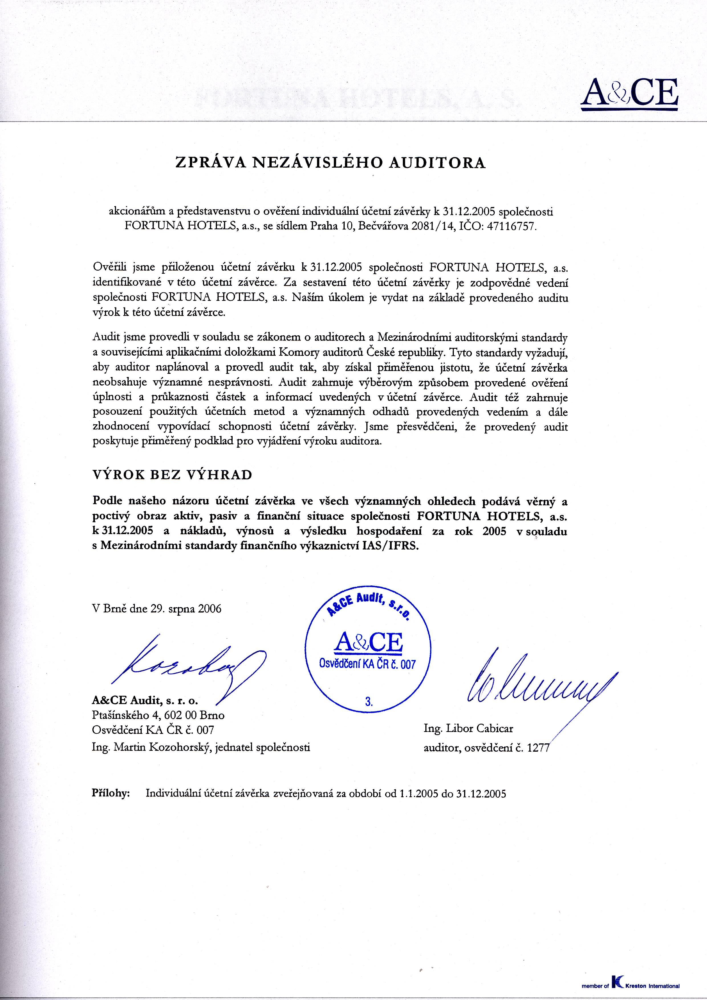 FORTUNA HOTELS, A. S.
A&CE
ZPRÁVA NEZÁVISLÉHO AUDITORA
akcionářům a představenstvu o ověření individuální účetní závěrky k 31.12.2005 společnosti
FORTUNA HOTELS, a.s., se sídlem Praha 10, Bečvářova 2081/14, IČO: 47116757.
Ověřili jsme přiloženou účetní závěrku k 31.12.2005 společnosti FORTUNA HOTELS, a.s.
identifikované v této účetní závěrce. Za sestavení této účetní závěrky je zodpovědné vedení
společnosti FORTUNA HOTELS, a.s. Naším úkolem je vydat na základě provedeného auditu
výrok k této účetní závěrce.
Audit jsme provedli v souladu se zákonem o auditorech a Mezinárodními auditorskými standardy
a souvisejícími aplikačními doložkami Komory auditorů České republiky. Tyto standardy vyžadují,
aby auditor naplánoval a provedl audit tak, aby získal přiměřenou jistotu, že účetní závěrka
neobsahuje významné nesprávnosti. Audit zahrnuje výběrovým způsobem provedené ověření
úplnosti a průkaznosti částek a informací uvedených v účetní závěrce. Audit též zahrnuje
posouzení použitých účetních metod a významných odhadů provedených vedením a dále
zhodnocení vypovídací schopnosti účetní závěrky. Jsme přesvědčeni, že provedený audit
poskytuje přiměřený podklad pro vyjádření výroku auditora.
VÝROK BEZ VÝHRAD
Podle našeho názoru účetní závěrka ve všech významných ohledech podává věrný a
poctivý obraz aktiv, pasiv a finanční situace společnosti FORTUNA HOTELS, a.s.
k 31.12.2005 a nákladů, výnosů a výsledku hospodaření za rok 2005 v souladu
s Mezinárodními standardy finančního výkaznictví IAS/IFRS.
V Brně dne 29. srpna 2006
A&CE Audit, s.r.o.
A&CE
Osvědčení KA ČR č. 007
3.
A&CE Audit, s. r. o.
Ptašínského 4, 602 00 Brno
Osvědčení KA ČR č. 007
Ing. Martin Kozohorský, jednatel společnosti
Ing. Libor Cabicar
auditor, osvědčení č. 1277
Přílohy: Individuální účetní závěrka zveřejňovaná za období od 1.1.2005 do 31.12.2005
member of K Kreston International